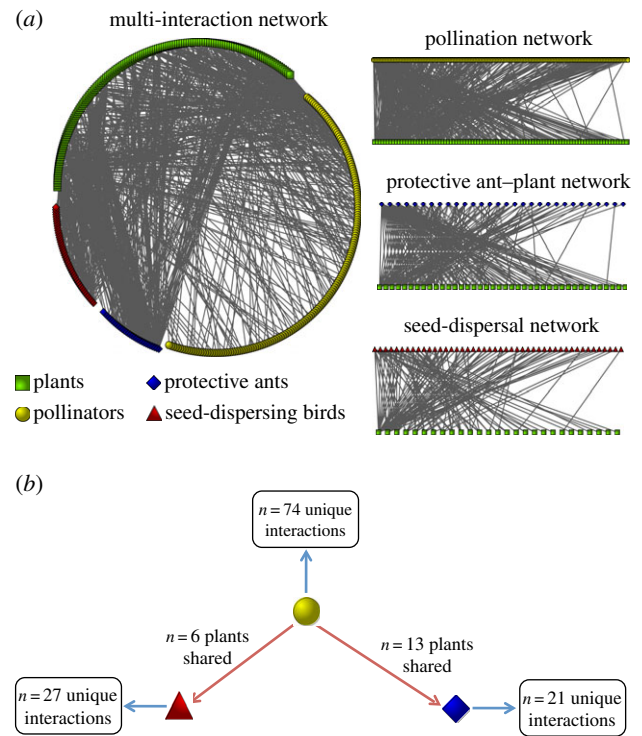 (a)
multi-interaction network
pollination network
protective ant–plant network
seed-dispersal network
plants
protective ants
pollinators
seed-dispersing birds
(b)
n = 74 unique
interactions
n = 6 plants
shared
n = 13 plants
shared
n = 27 unique
interactions
n = 21 unique
interactions